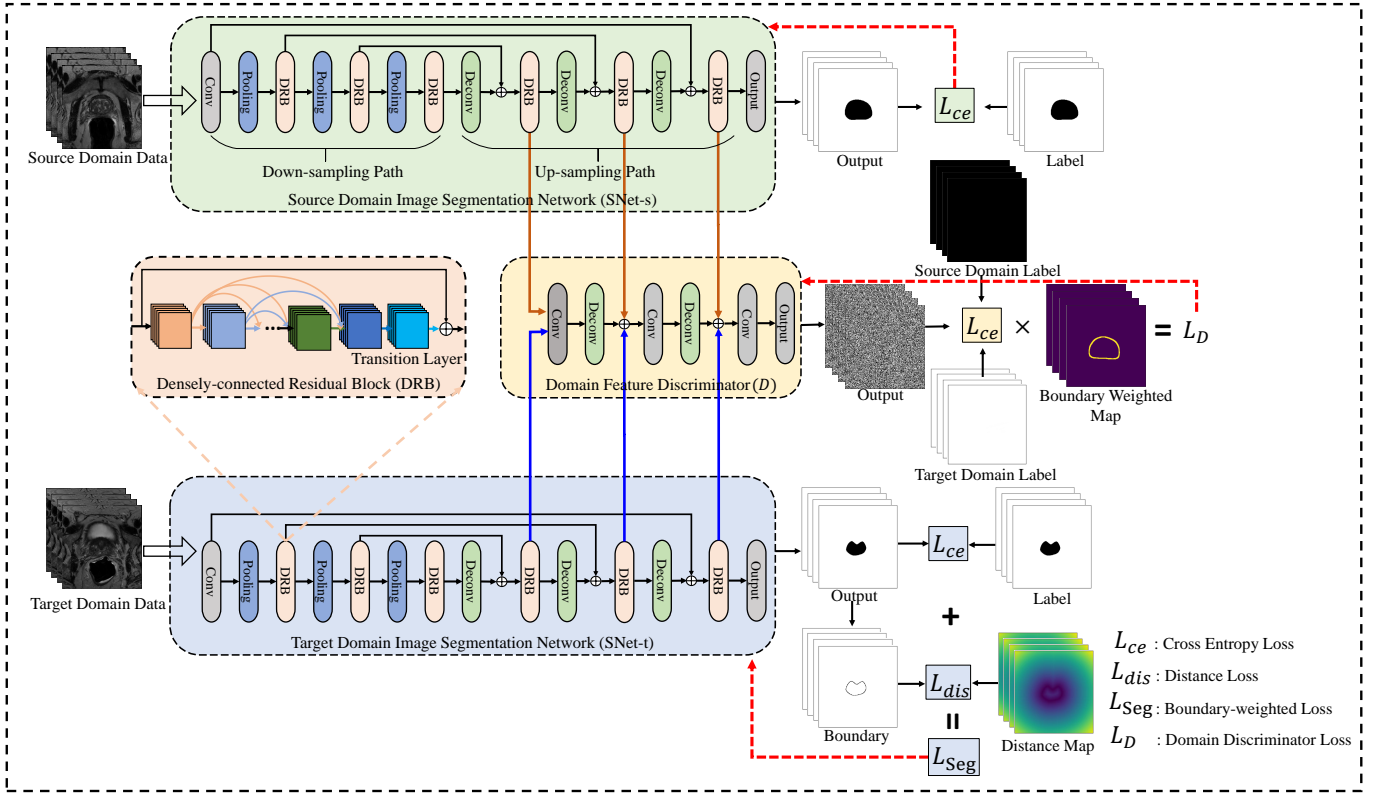 Conv
Pooling
DRB
Pooling
DRB
Pooling
DRB
Deconv
DRB
Deconv
DRB
Deconv
DRB
Output
Source Domain Data
Down-sampling Path
Up-sampling Path
Source Domain Image Segmentation Network (SNet-s)
Output
L_ce
Label
Source Domain Label
Transition Layer
Densely-connected Residual Block (DRB)
Conv
Deconv
Conv
Deconv
Conv
Output
Domain Feature Discriminator (D)
Output
L_ce
×
= L_D
Boundary Weighted
Map
Target Domain Label
Conv
Pooling
DRB
Pooling
DRB
Pooling
DRB
Deconv
DRB
Deconv
DRB
Deconv
DRB
Output
Target Domain Data
Target Domain Image Segmentation Network (SNet-t)
Output
L_ce
Label
+
Boundary
L_dis
Distance Map
=
L_Seg
L_ce : Cross Entropy Loss
L_dis : Distance Loss
L_Seg : Boundary-weighted Loss
L_D : Domain Discriminator Loss